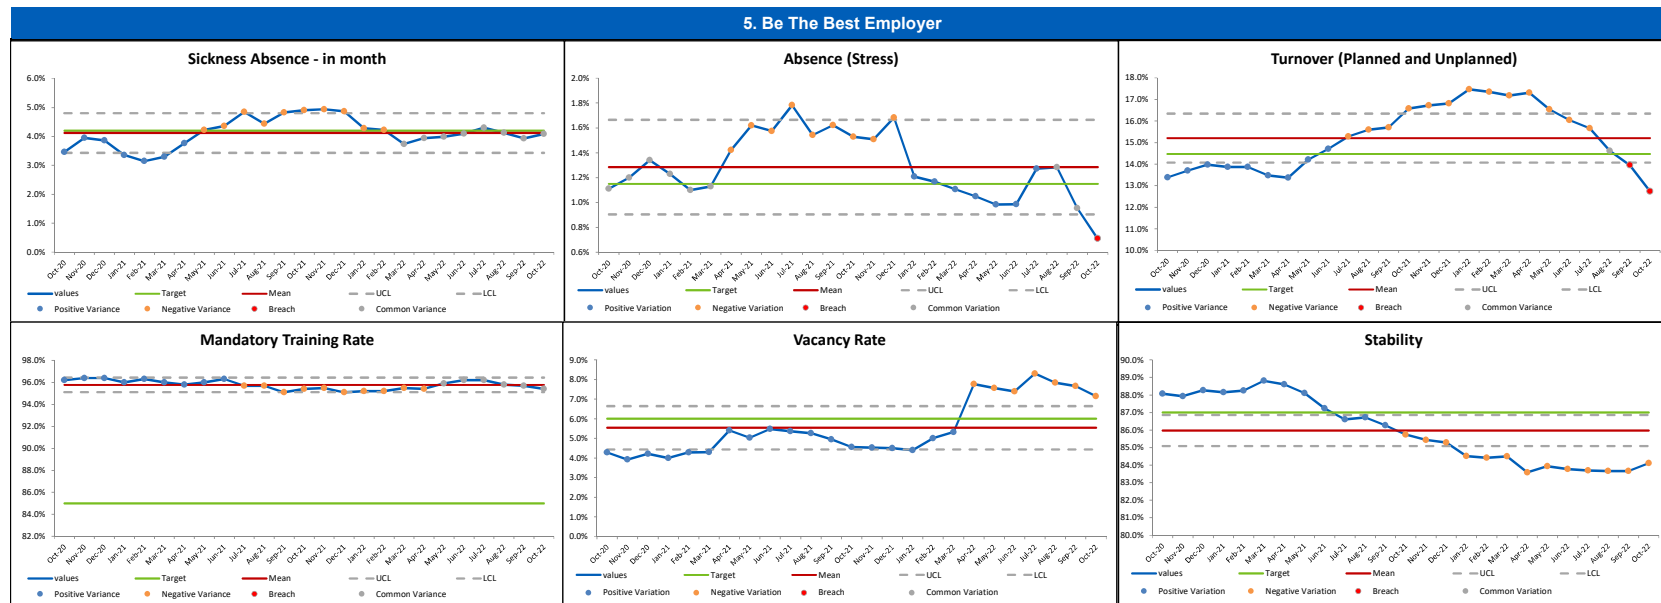 5. Be The Best Employer
Sickness Absence - in month
6.0%
5.0%
4.0%
3.0%
2.0%
1.0%
0.0%
Oct-20 Nov-20 Dec-20 Jan-21 Feb-21 Mar-21 Apr-21 May-21 Jun-21 Jul-21 Aug-21 Sep-21 Oct-21 Nov-21 Dec-21 Jan-22 Feb-22 Mar-22 Apr-22 May-22 Jun-22 Jul-22 Aug-22 Sep-22 Oct-22
values Target Mean UCL LCL
Positive Variance Negative Variance Breach Common Variance
Absence (Stress)
2.0%
1.8%
1.6%
1.4%
1.2%
1.0%
0.8%
0.6%
Oct-20 Nov-20 Dec-20 Jan-21 Feb-21 Mar-21 Apr-21 May-21 Jun-21 Jul-21 Aug-21 Sep-21 Oct-21 Nov-21 Dec-21 Jan-22 Feb-22 Mar-22 Apr-22 May-22 Jun-22 Jul-22 Aug-22 Sep-22 Oct-22
values Target Mean UCL LCL
Positive Variation Negative Variation Breach Common Variation
Turnover (Planned and Unplanned)
18.0%
17.0%
16.0%
15.0%
14.0%
13.0%
12.0%
11.0%
10.0%
Oct-20 Nov-20 Dec-20 Jan-21 Feb-21 Mar-21 Apr-21 May-21 Jun-21 Jul-21 Aug-21 Sep-21 Oct-21 Nov-21 Dec-21 Jan-22 Feb-22 Mar-22 Apr-22 May-22 Jun-22 Jul-22 Aug-22 Sep-22 Oct-22
values Target Mean UCL LCL
Positive Variation Negative Variation Breach Common Variance
Mandatory Training Rate
98.0%
96.0%
94.0%
92.0%
90.0%
88.0%
86.0%
84.0%
82.0%
Oct-20 Nov-20 Dec-20 Jan-21 Feb-21 Mar-21 Apr-21 May-21 Jun-21 Jul-21 Aug-21 Sep-21 Oct-21 Nov-21 Dec-21 Jan-22 Feb-22 Mar-22 Apr-22 May-22 Jun-22 Jul-22 Aug-22 Sep-22 Oct-22
values Target Mean UCL LCL
Positive Variance Negative Variance Breach Common Variance
Vacancy Rate
9.0%
8.0%
7.0%
6.0%
5.0%
4.0%
3.0%
2.0%
1.0%
0.0%
Oct-20 Nov-20 Dec-20 Jan-21 Feb-21 Mar-21 Apr-21 May-21 Jun-21 Jul-21 Aug-21 Sep-21 Oct-21 Nov-21 Dec-21 Jan-22 Feb-22 Mar-22 Apr-22 May-22 Jun-22 Jul-22 Aug-22 Sep-22 Oct-22
values Target Mean UCL LCL
Positive Variation Negative Variation Breach Common Variation
Stability
90.0%
89.0%
88.0%
87.0%
86.0%
85.0%
84.0%
83.0%
82.0%
81.0%
80.0%
Oct-20 Nov-20 Dec-20 Jan-21 Feb-21 Mar-21 Apr-21 May-21 Jun-21 Jul-21 Aug-21 Sep-21 Oct-21 Nov-21 Dec-21 Jan-22 Feb-22 Mar-22 Apr-22 May-22 Jun-22 Jul-22 Aug-22 Sep-22 Oct-22
values Target Mean UCL LCL
Positive Variation Negative Variation Breach Common Variation